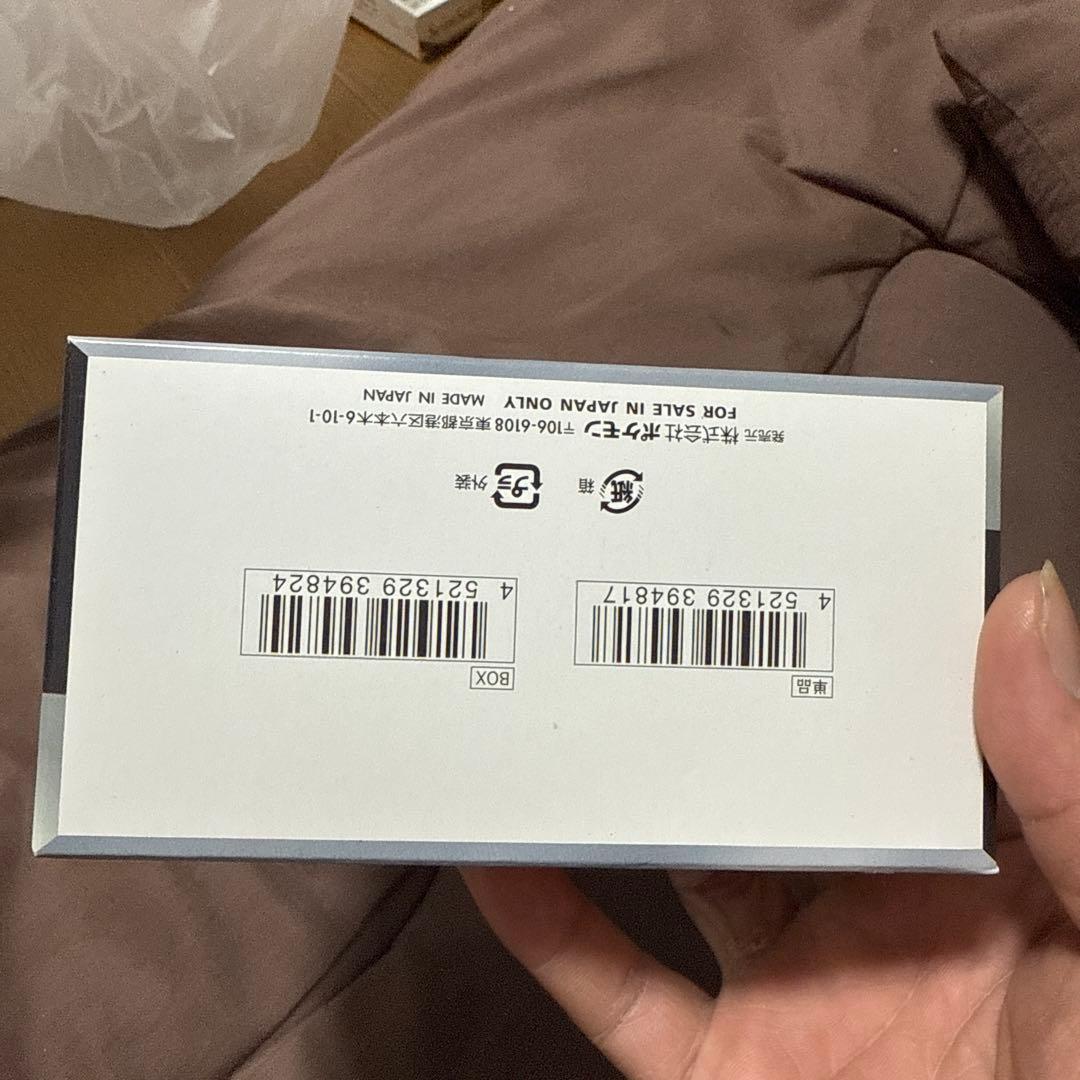 単品
4 521329 394817
BOX
4 521329 394824
紙 箱
プラ 外装
発売元 株式会社 ポケモン 〒106-6108 東京都港区六本木6-10-1
FOR SALE IN JAPAN ONLY MADE IN JAPAN